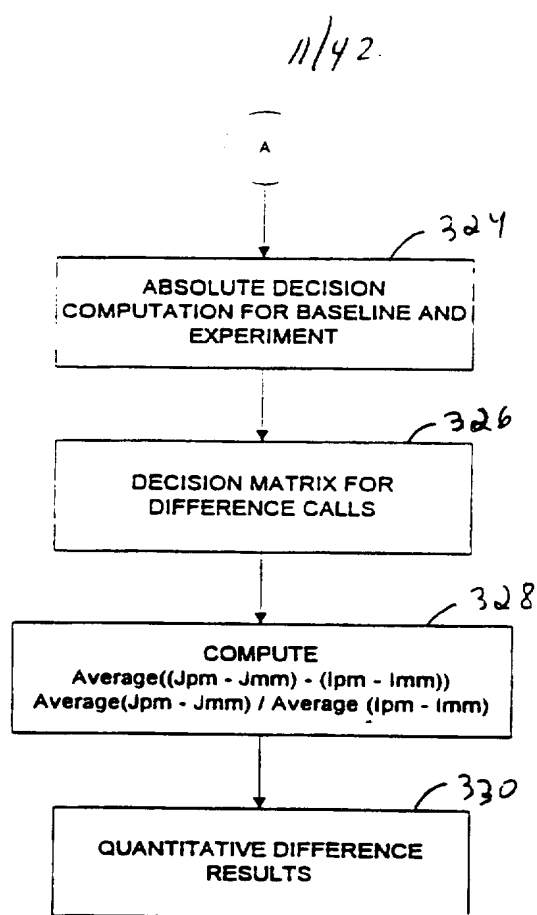 11/42.
A
324
ABSOLUTE DECISION
COMPUTATION FOR BASELINE AND
EXPERIMENT
326
DECISION MATRIX FOR
DIFFERENCE CALLS
328
COMPUTE
Average((Jpm - Jmm) - (Ipm - Imm))
Average(Jpm - Jmm) / Average (Ipm - Imm)
330
QUANTITATIVE DIFFERENCE
RESULTS